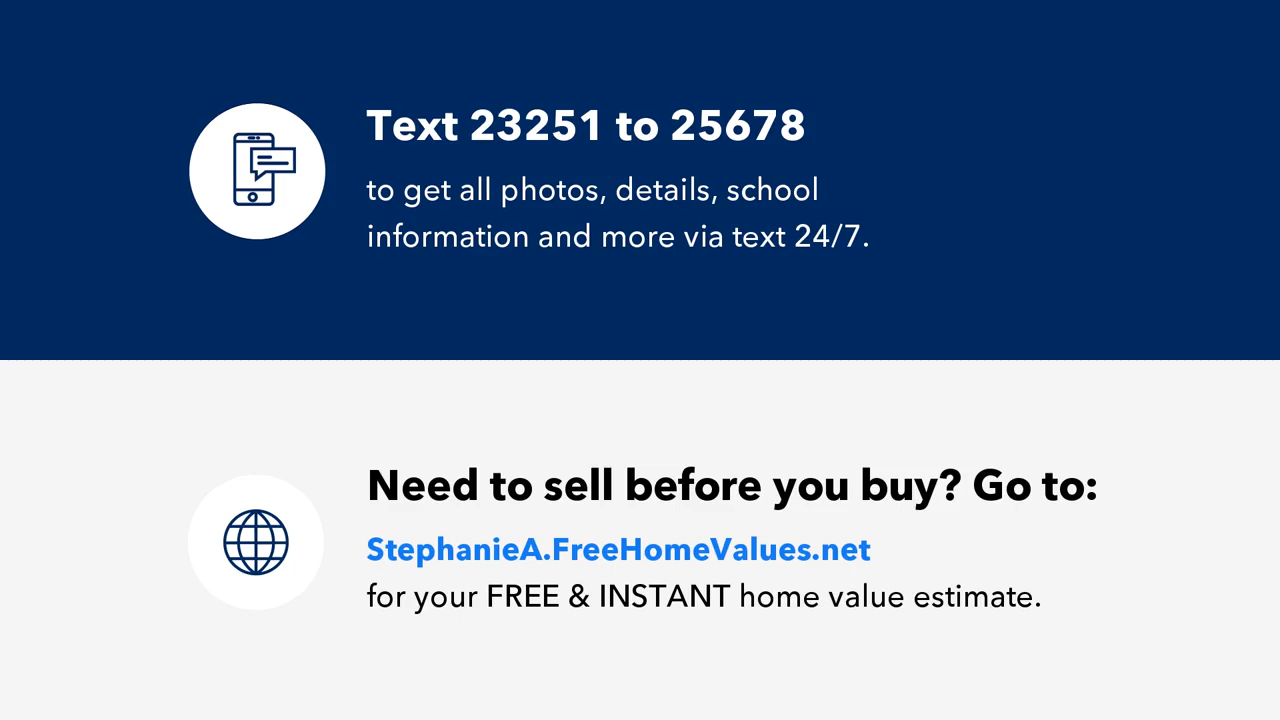 Text 23251 to 25678
to get all photos, details, school
information and more via text 24/7.
Need to sell before you buy? Go to:
StephanieA.FreeHomeValues.net
for your FREE & INSTANT home value estimate.